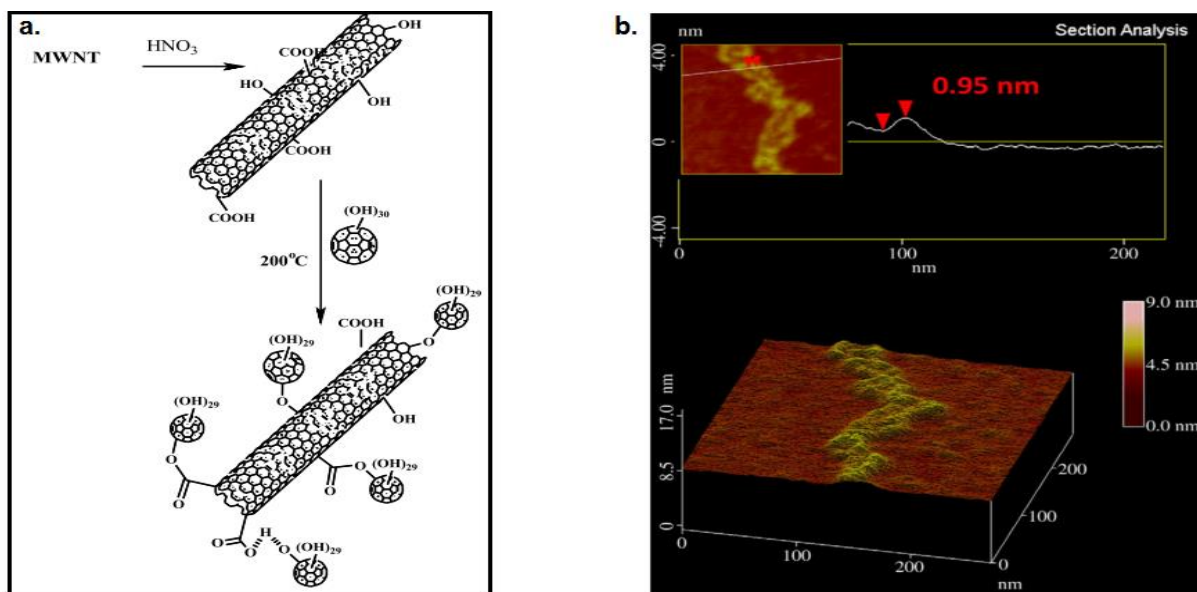 a.
MWNT
HNO3
OH
COOH
HO
OH
COOH
COOH
(OH)30
200°C
(OH)29
COOH
(OH)29
O
O
(OH)29
OH
O
O
(OH)29
O
O
H
O
O
O
(OH)29
b.
Section Analysis
nm
4.00
0
-4.00
0.95 nm
0
100
200
nm
9.0 nm
4.5 nm
0.0 nm
17.0 nm
8.5
0
0
100
200
nm
0
100
200